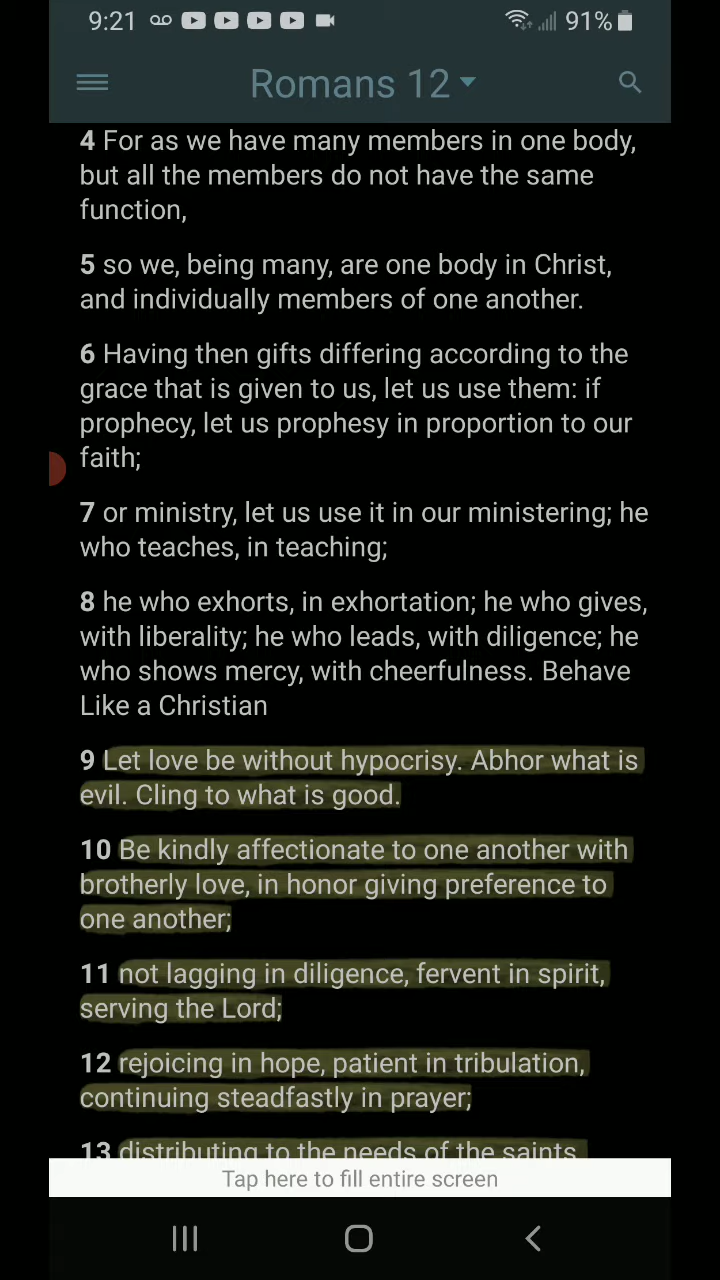 9:21 91%
Romans 12
4 For as we have many members in one body,
but all the members do not have the same
function,
5 so we, being many, are one body in Christ,
and individually members of one another.
6 Having then gifts differing according to the
grace that is given to us, let us use them: if
prophecy, let us prophesy in proportion to our
faith;
7 or ministry, let us use it in our ministering; he
who teaches, in teaching;
8 he who exhorts, in exhortation; he who gives,
with liberality; he who leads, with diligence; he
who shows mercy, with cheerfulness. Behave
Like a Christian
9 Let love be without hypocrisy. Abhor what is
evil. Cling to what is good.
10 Be kindly affectionate to one another with
brotherly love, in honor giving preference to
one another;
11 not lagging in diligence, fervent in spirit,
serving the Lord;
12 rejoicing in hope, patient in tribulation,
continuing steadfastly in prayer;
13 distributing to the needs of the saints
Tap here to fill entire screen